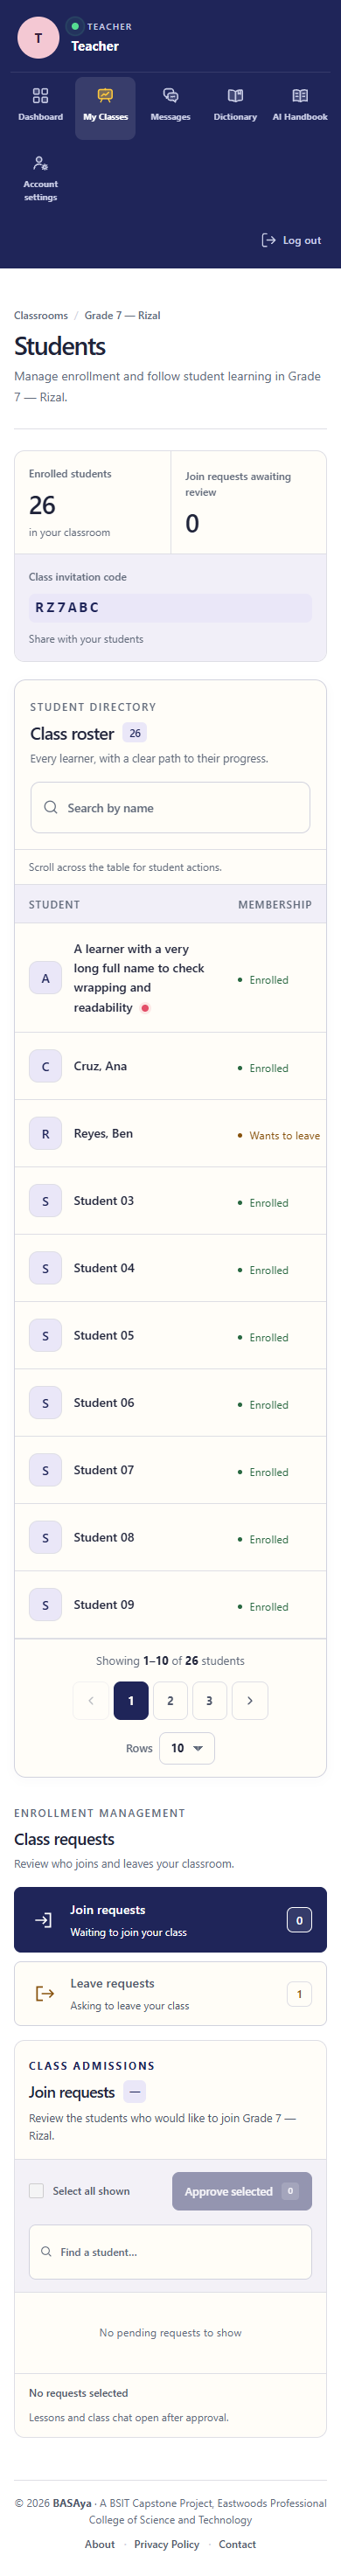 T
TEACHER
Teacher
Dashboard
My Classes
Messages
Dictionary
AI Handbook
Account
settings
Log out
Classrooms / Grade 7 — Rizal
Students
Manage enrollment and follow student learning in Grade
7 — Rizal.
Enrolled students
26
in your classroom
Join requests awaiting
review
0
Class invitation code
RZ7ABC
Share with your students
STUDENT DIRECTORY
Class roster 26
Every learner, with a clear path to their progress.
Search by name
Scroll across the table for student actions.
STUDENT MEMBERSHIP
A
A learner with a very
long full name to check
wrapping and
readability
Enrolled
C Cruz, Ana Enrolled
R Reyes, Ben Wants to leave
S Student 03 Enrolled
S Student 04 Enrolled
S Student 05 Enrolled
S Student 06 Enrolled
S Student 07 Enrolled
S Student 08 Enrolled
S Student 09 Enrolled
Showing 1–10 of 26 students
1 2 3
Rows 10
ENROLLMENT MANAGEMENT
Class requests
Review who joins and leaves your classroom.
Join requests
Waiting to join your class
0
Leave requests
Asking to leave your class
1
CLASS ADMISSIONS
Join requests —
Review the students who would like to join Grade 7 —
Rizal.
Select all shown
Approve selected 0
Find a student...
No pending requests to show
No requests selected
Lessons and class chat open after approval.
© 2026 BASAya · A BSIT Capstone Project, Eastwoods Professional
College of Science and Technology
About · Privacy Policy · Contact